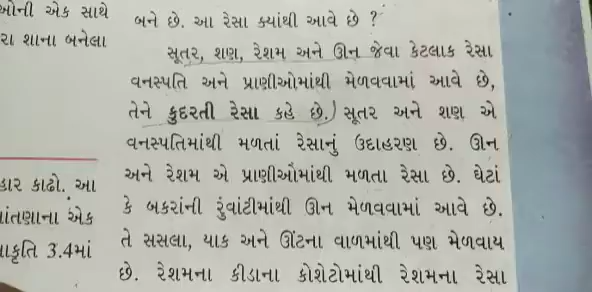 ઓની એક સાથે
રા શાના બનેલા
કાર કાઢો. આ
ાંતણાના એક
ાકૃતિ 3.4માં
બને છે. આ રેસા ક્યાંથી આવે છે ?
સૂતર, શણ, રેશમ અને ઊન જેવા કેટલાક રેસા
વનસ્પતિ અને પ્રાણીઓમાંથી મેળવવામાં આવે છે,
તેને કુદરતી રેસા કહે છે.) સૂતર અને શણ એ
વનસ્પતિમાંથી મળતાં રેસાનું ઉદાહરણ છે. ઊન
અને રેશમ એ પ્રાણીઓમાંથી મળતા રેસા છે. ઘેટાં
કે બકરાંની રુંવાંટીમાંથી ઊન મેળવવામાં આવે છે.
તે સસલા, યાક અને ઊંટના વાળમાંથી પણ મેળવાય
છે. રેશમના કીડાના કોશેટોમાંથી રેશમના રેસા